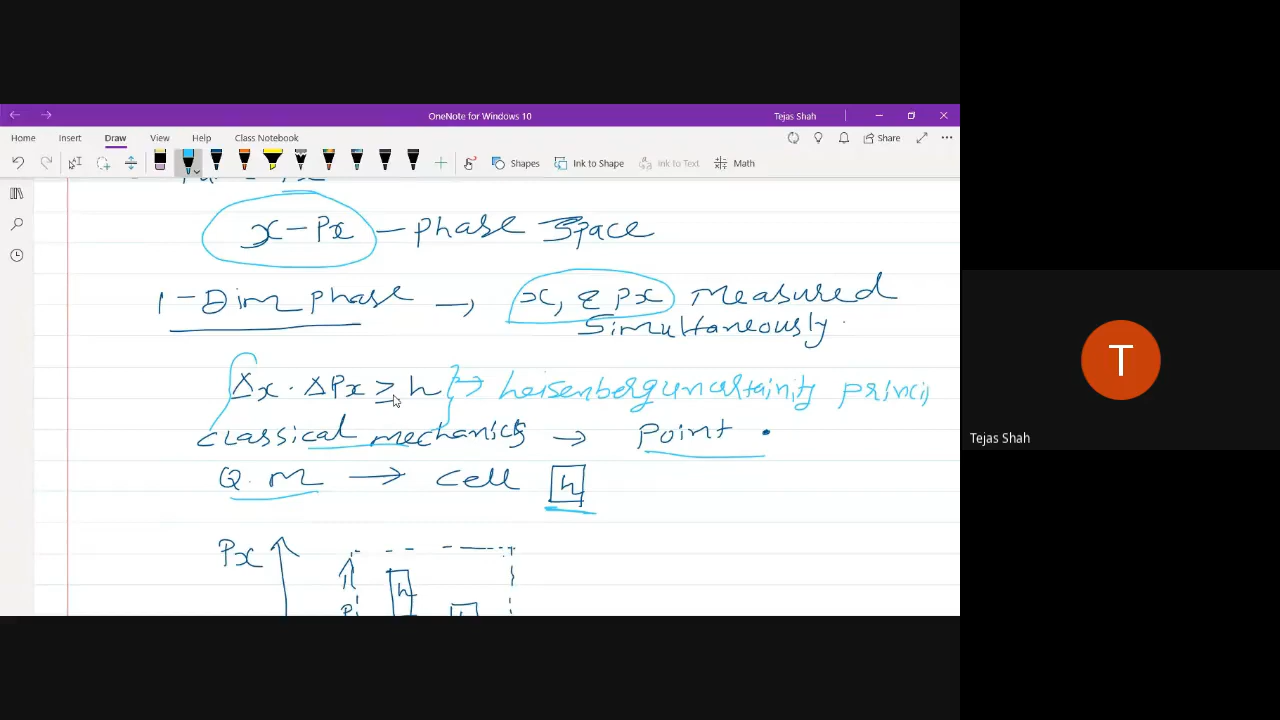 OneNote for Windows 10
Tejas Shah
Home Insert Draw View Help Class Notebook
Share
Shapes Ink to Shape Ink to Text Math
x - Px - phase space
1-Dim phase → x, & px measured
simultaneously.
Δx · ΔPx ≥ h } → heisenberg uncertainity princi
classical mechanics → point •
Q.m → cell h
Px
h
P
T
Tejas Shah